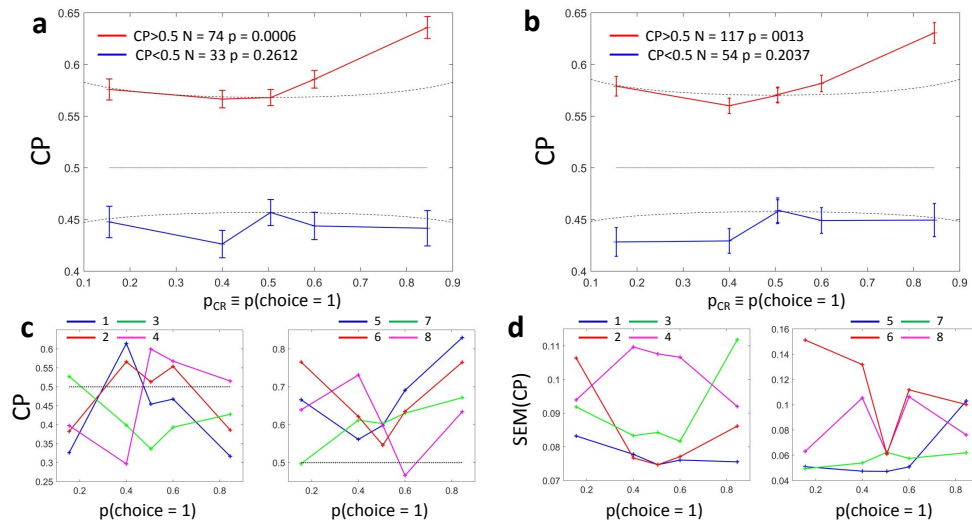 a
CP>0.5 N = 74 p = 0.0006
CP<0.5 N = 33 p = 0.2612
0.65
0.6
0.55
0.5
0.45
0.4
CP
0.1 0.2 0.3 0.4 0.5 0.6 0.7 0.8 0.9
pCR ≡ p(choice = 1)
b
CP>0.5 N = 117 p 0013
CP<0.5 N = 54 p = 0.2037
0.65
0.6
0.55
0.5
0.45
0.4
CP
0.1 0.2 0.3 0.4 0.5 0.6 0.7 0.8 0.9
pCR ≡ p(choice = 1)
c
1 3
2 4
0.6
0.55
0.5
0.45
0.4
0.35
0.3
0.25
CP
0.2 0.4 0.6 0.8
p(choice = 1)
5 7
6 8
0.8
0.7
0.6
0.5
0.2 0.4 0.6 0.8
p(choice = 1)
d
1 3
2 4
0.11
0.1
0.09
0.08
0.07
SEM(CP)
0.2 0.4 0.6 0.8
p(choice = 1)
5 7
6 8
0.16
0.14
0.12
0.1
0.08
0.06
0.04
0.2 0.4 0.6 0.8
p(choice = 1)